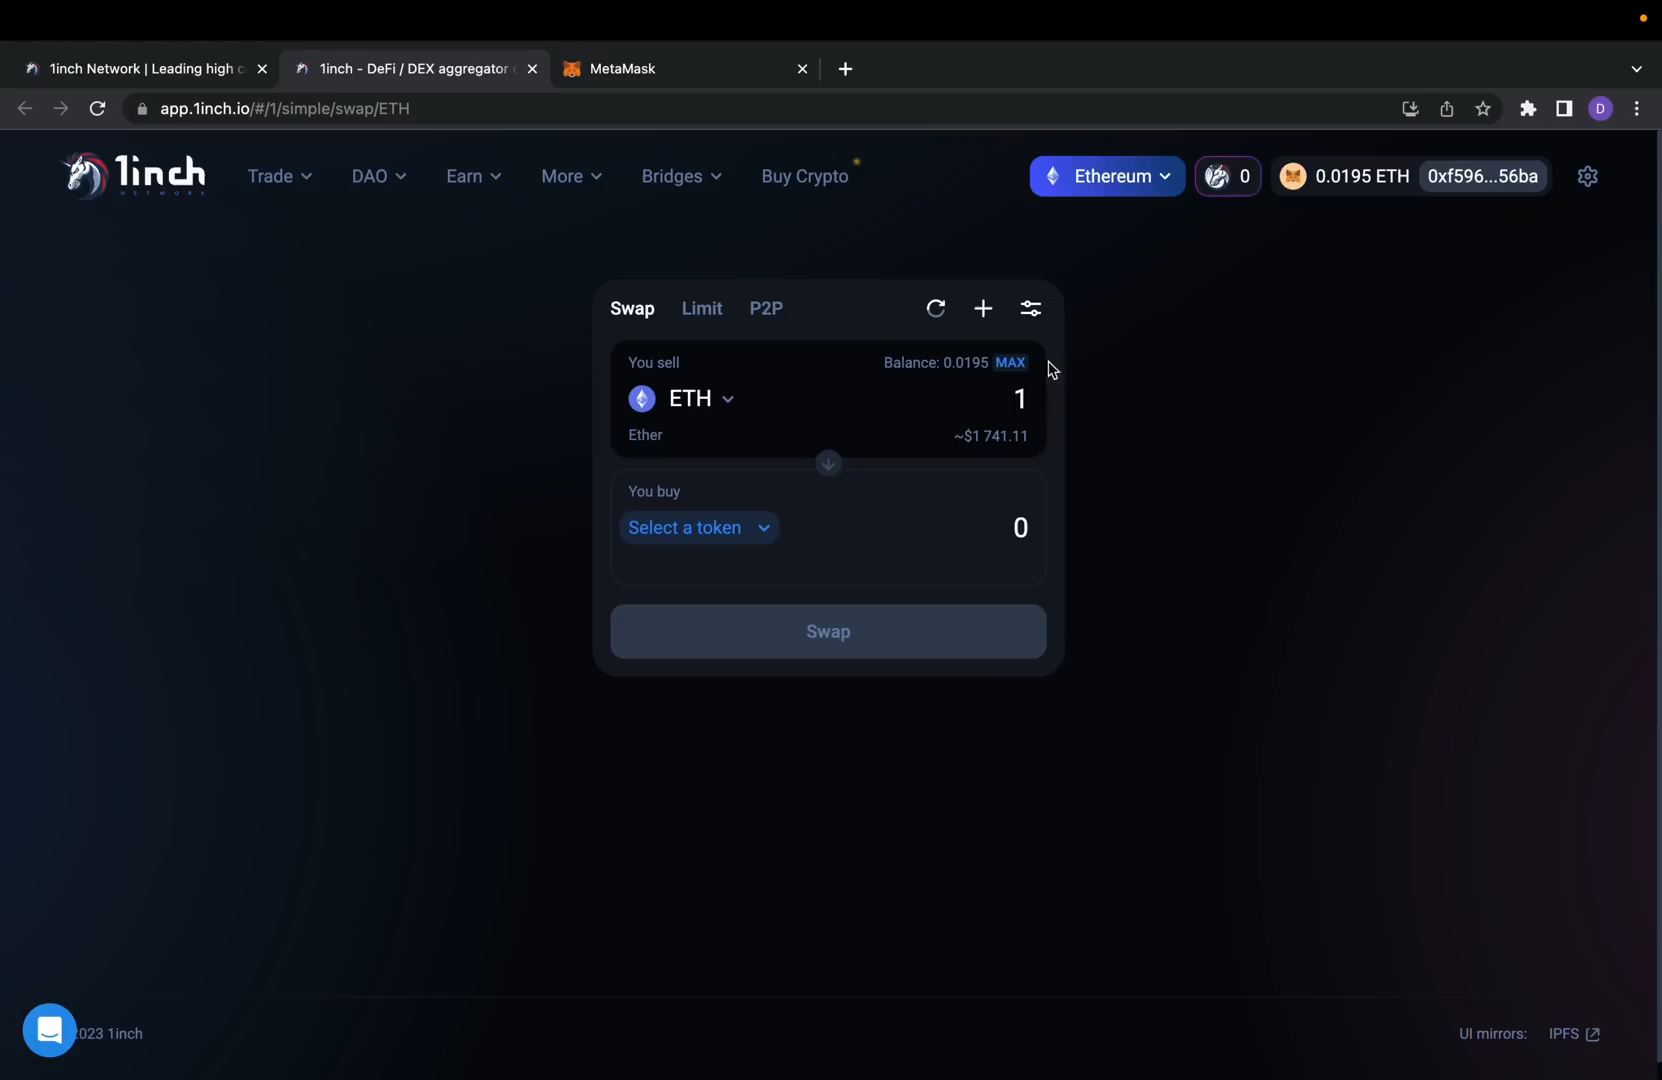 1inch Network | Leading high c
1inch - DeFi / DEX aggregator
MetaMask
app.1inch.io/#/1/simple/swap/ETH
D
1inch
NETWORK
Trade
DAO
Earn
More
Bridges
Buy Crypto
Ethereum
0
0.0195 ETH
0xf596...56ba
Swap
Limit
P2P
You sell
Balance: 0.0195 MAX
ETH
1
Ether
~$1 741.11
You buy
Select a token
0
Swap
2023 1inch
UI mirrors:
IPFS